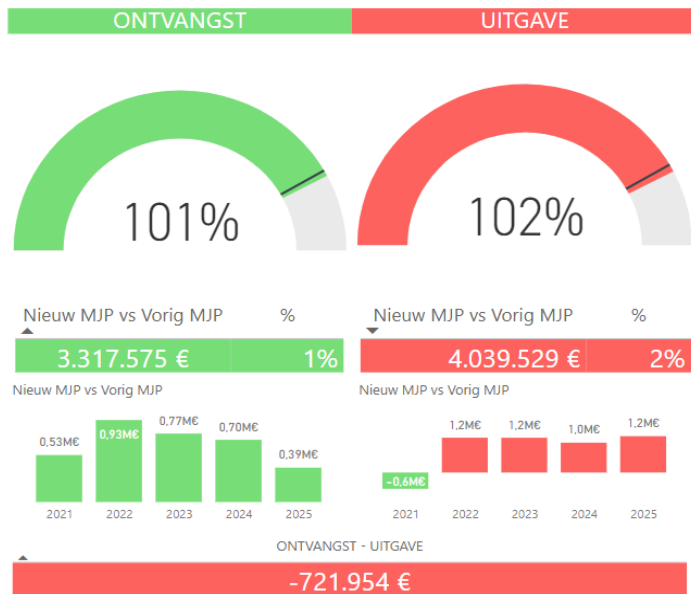 ONTVANGST UITGAVE
101% 102%
Nieuw MJP vs Vorig MJP % Nieuw MJP vs Vorig MJP %
3.317.575 € 1% 4.039.529 € 2%
Nieuw MJP vs Vorig MJP Nieuw MJP vs Vorig MJP
0,53M€ 0,93M€ 0,77M€ 0,70M€ 0,39M€ -0,6M€ 1,2M€ 1,2M€ 1,0M€ 1,2M€
2021 2022 2023 2024 2025 2021 2022 2023 2024 2025
ONTVANGST - UITGAVE
-721.954 €